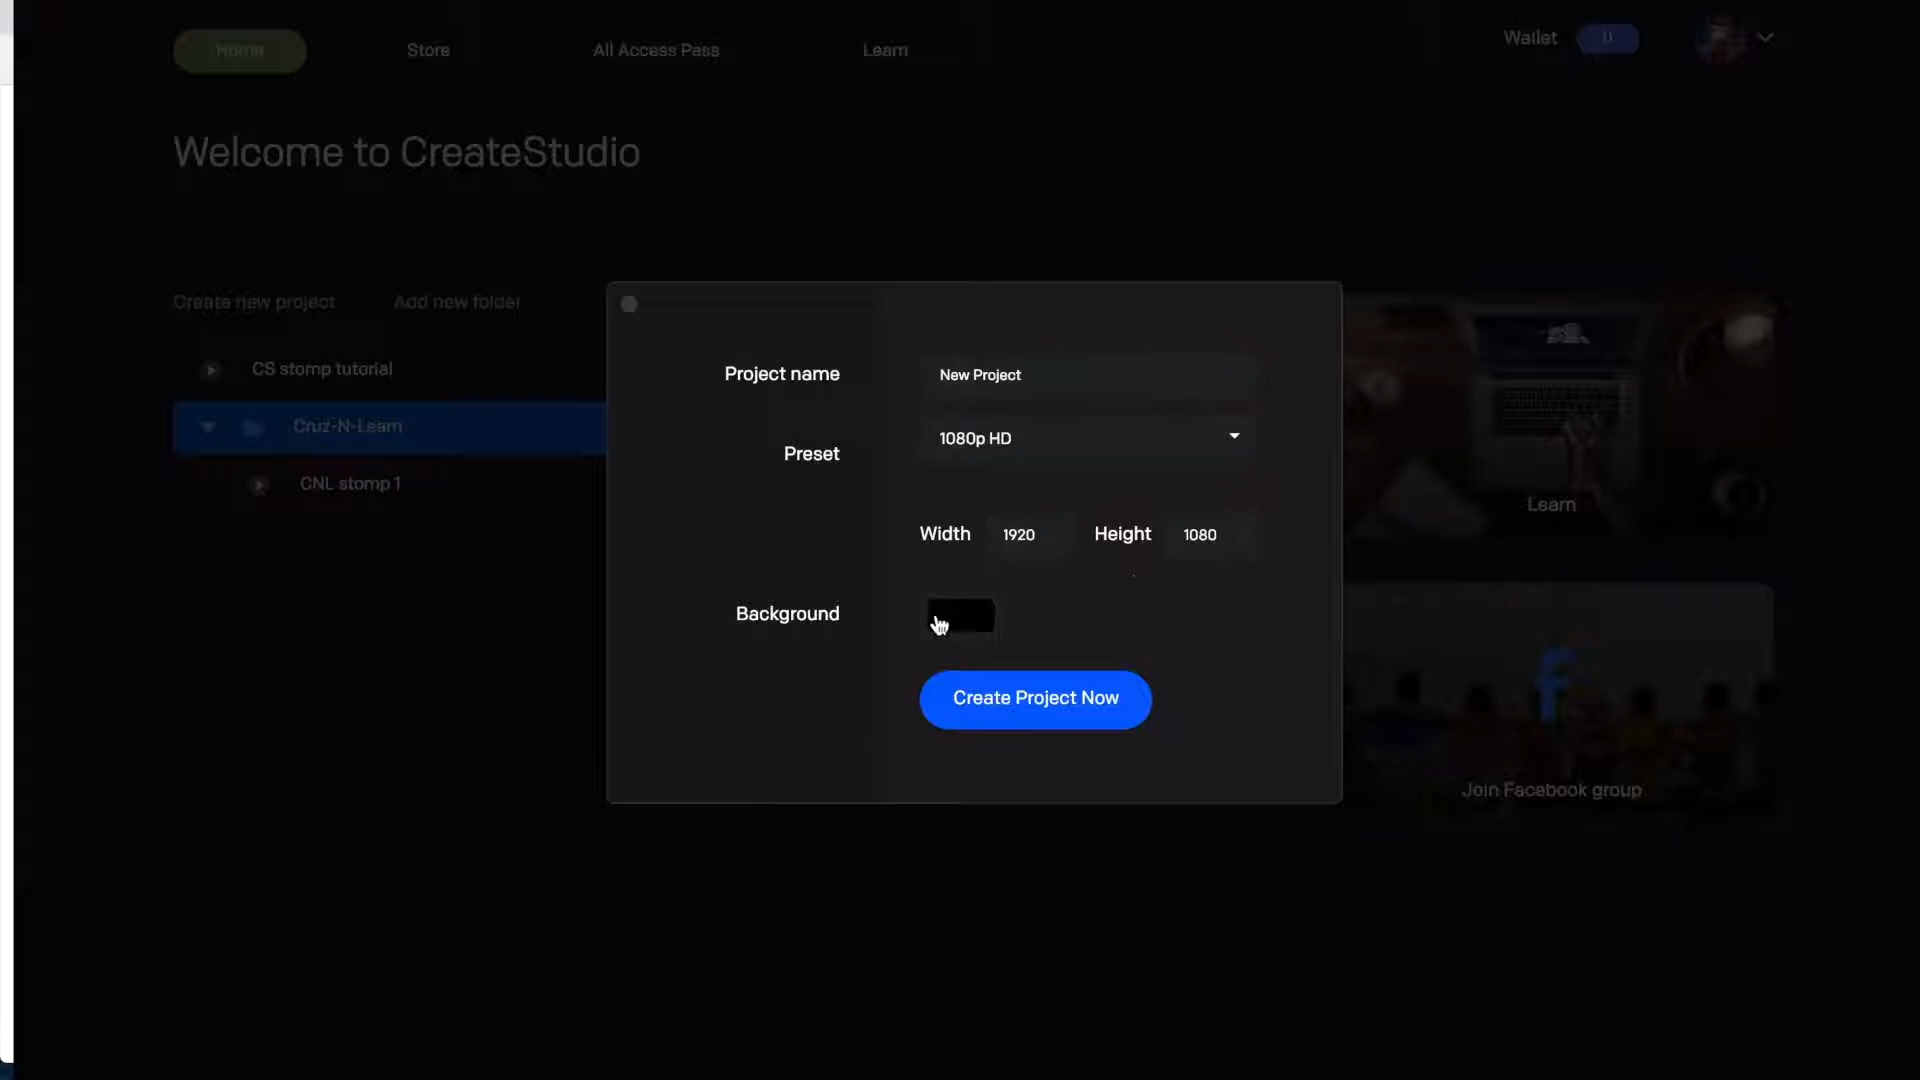 Home
Store
All Access Pass
Learn
Wallet
Welcome to CreateStudio
Create new project
Add new folder
CS stomp tutorial
Cruz-N-Learn
CNL stomp 1
Project name
New Project
Preset
1080p HD
Width
1920
Height
1080
Background
Create Project Now
Learn
Join Facebook group